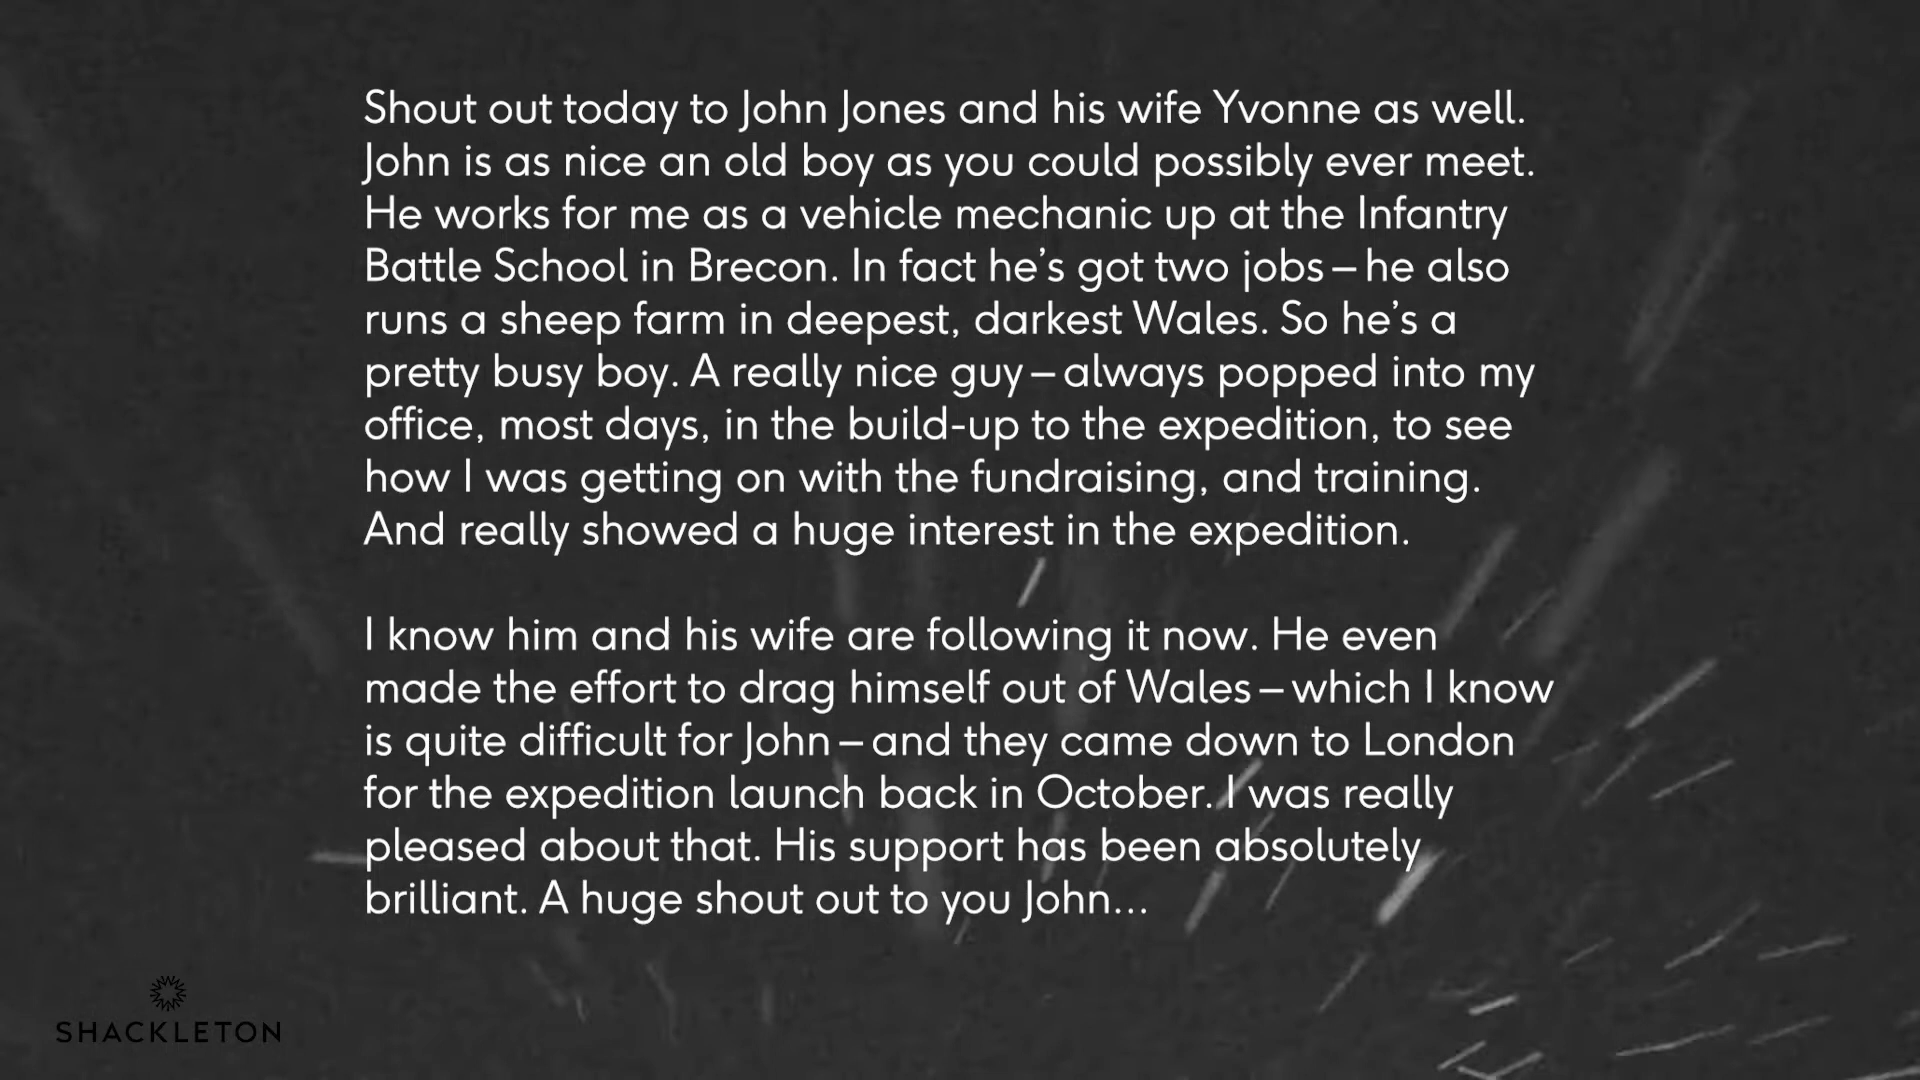 Shout out today to John Jones and his wife Yvonne as well.
John is as nice an old boy as you could possibly ever meet.
He works for me as a vehicle mechanic up at the Infantry
Battle School in Brecon. In fact he’s got two jobs – he also
runs a sheep farm in deepest, darkest Wales. So he’s a
pretty busy boy. A really nice guy – always popped into my
office, most days, in the build-up to the expedition, to see
how I was getting on with the fundraising, and training.
And really showed a huge interest in the expedition.
I know him and his wife are following it now. He even
made the effort to drag himself out of Wales – which I know
is quite difficult for John – and they came down to London
for the expedition launch back in October. I was really
pleased about that. His support has been absolutely
brilliant. A huge shout out to you John...
SHACKLETON